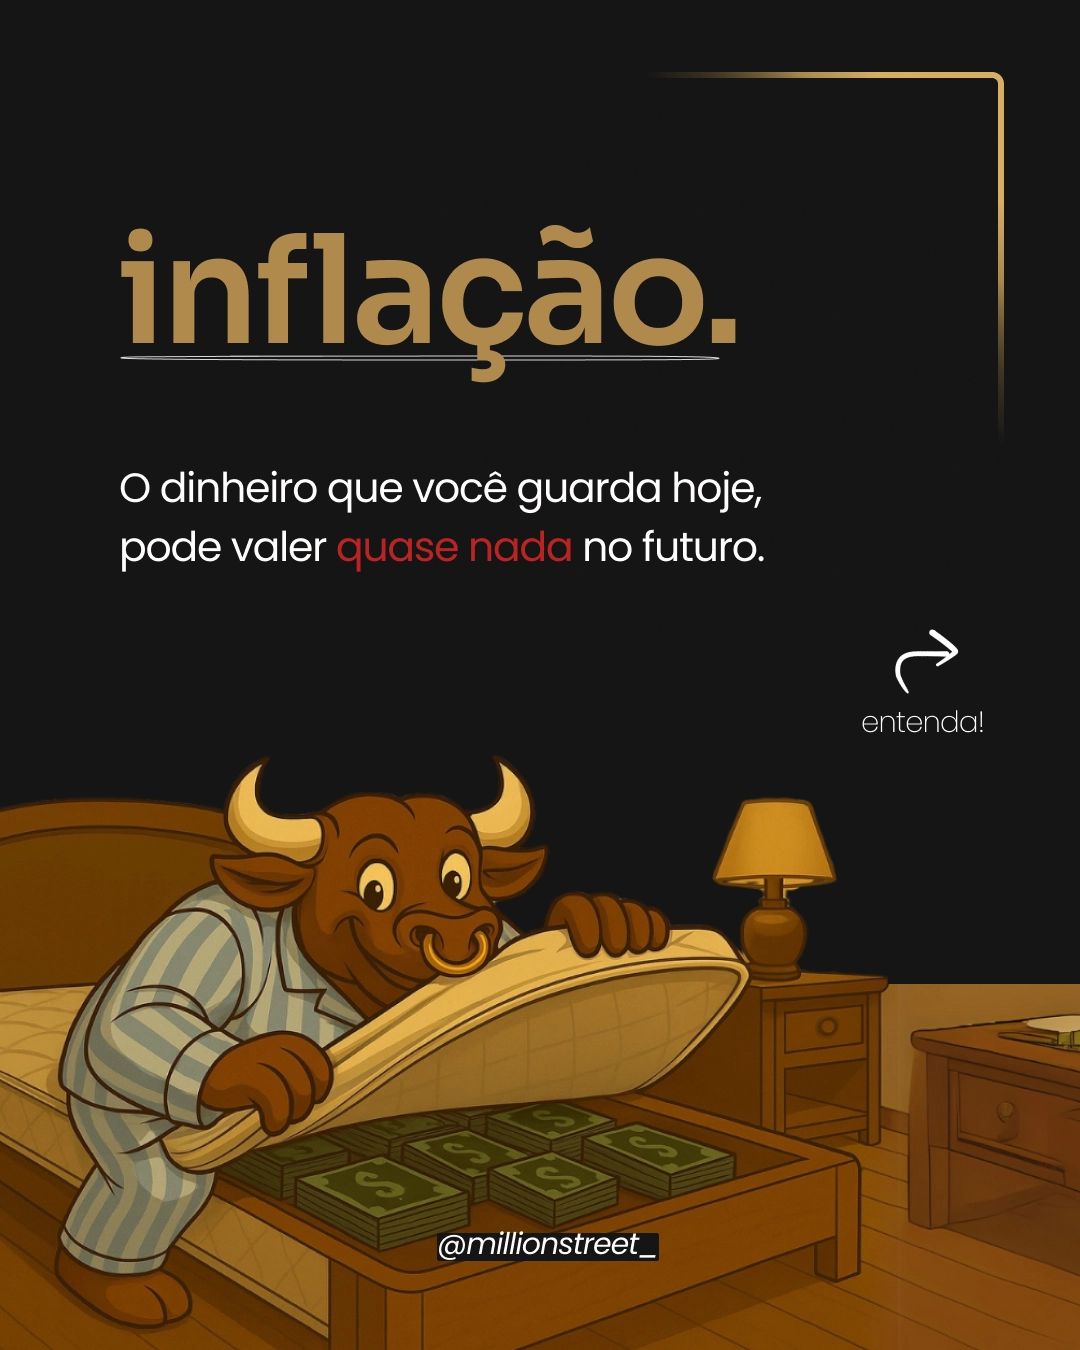 inflação.
O dinheiro que você guarda hoje,
pode valer quase nada no futuro.
entenda!
@millionstreet_